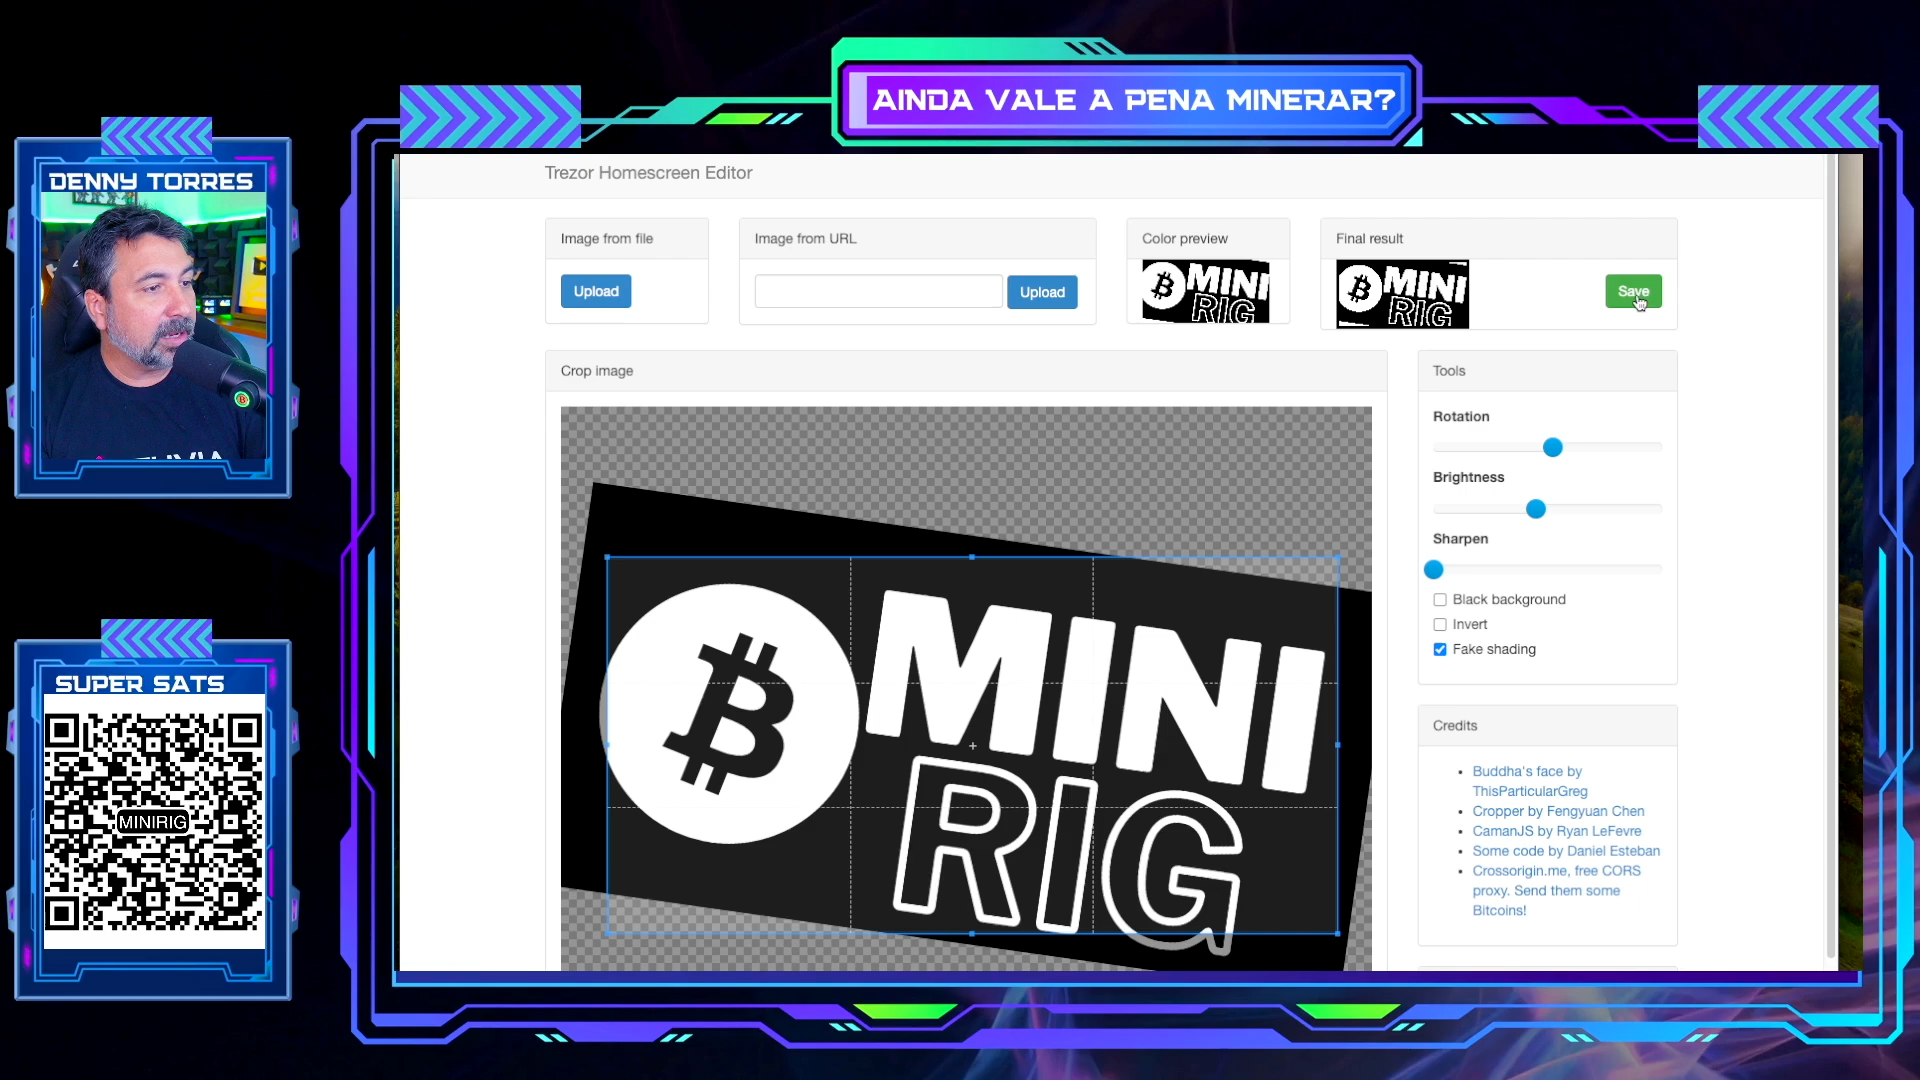 AINDA VALE A PENA MINERAR?
DENNY TORRES
SUPER SATS
MINIRIG
Trezor Homescreen Editor
Image from file
Upload
Image from URL
Upload
Color preview
MINI
RIG
Final result
MINI
RIG
Save
Crop image
MINI
RIG
Tools
Rotation
Brightness
Sharpen
Black background
Invert
Fake shading
Credits
Buddha's face by
ThisParticularGreg
Cropper by Fengyuan Chen
CamanJS by Ryan LeFevre
Some code by Daniel Esteban
Crossorigin.me, free CORS
proxy. Send them some
Bitcoins!